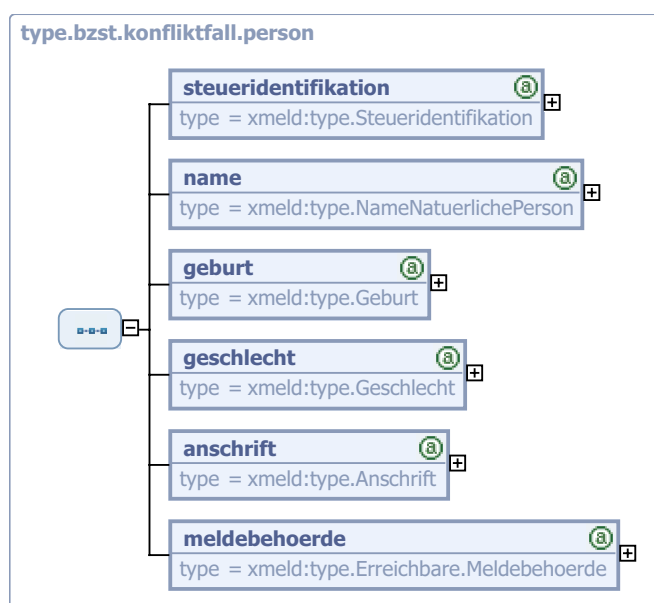 type.bzst.konfliktfall.person
steueridentifikation
type = xmeld:type.Steueridentifikation
name
type = xmeld:type.NameNatuerlichePerson
geburt
type = xmeld:type.Geburt
geschlecht
type = xmeld:type.Geschlecht
anschrift
type = xmeld:type.Anschrift
meldebehoerde
type = xmeld:type.Erreichbare.Meldebehoerde